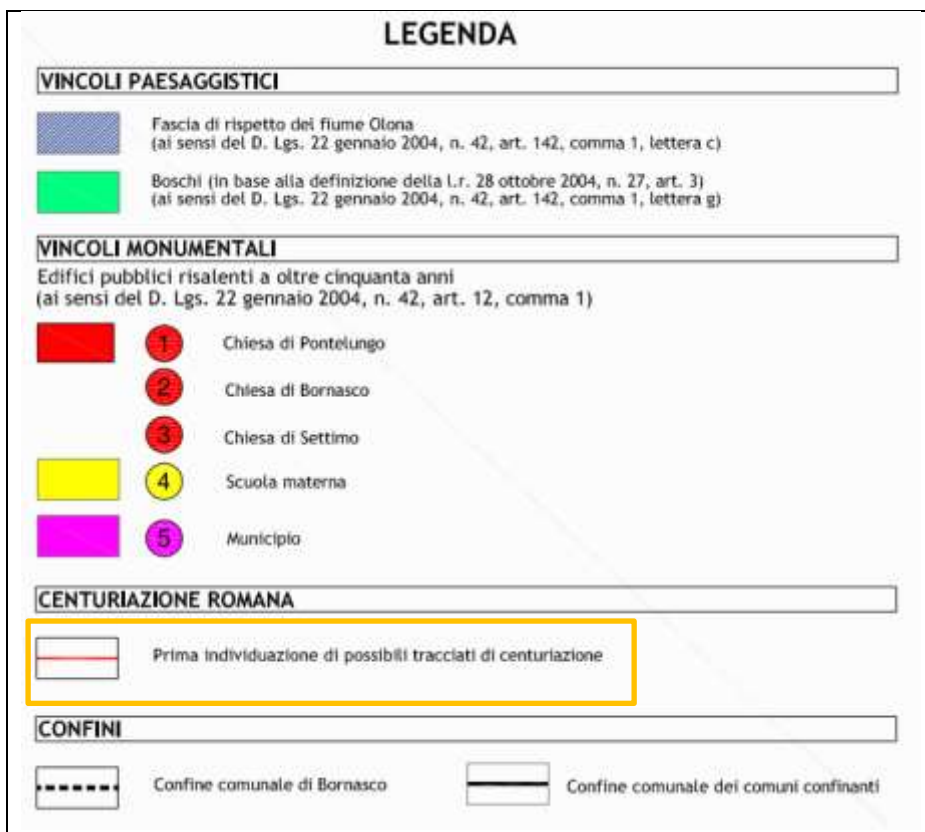 LEGENDA
VINCOLI PAESAGGISTICI
Fascia di rispetto del fiume Olona
(ai sensi del D. Lgs. 22 gennaio 2004, n. 42, art. 142, comma 1, lettera c)
Boschi (in base alla definizione della l.r. 28 ottobre 2004, n. 27, art. 3)
(ai sensi del D. Lgs. 22 gennaio 2004, n. 42, art. 142, comma 1, lettera g)
VINCOLI MONUMENTALI
Edifici pubblici risalenti a oltre cinquanta anni
(ai sensi del D. Lgs. 22 gennaio 2004, n. 42, art. 12, comma 1)
1 Chiesa di Pontelungo
2 Chiesa di Bornasco
3 Chiesa di Settimo
4 Scuola materna
5 Municipio
CENTURIAZIONE ROMANA
Prima individuazione di possibili tracciati di centuriazione
CONFINI
Confine comunale di Bornasco Confine comunale dei comuni confinanti